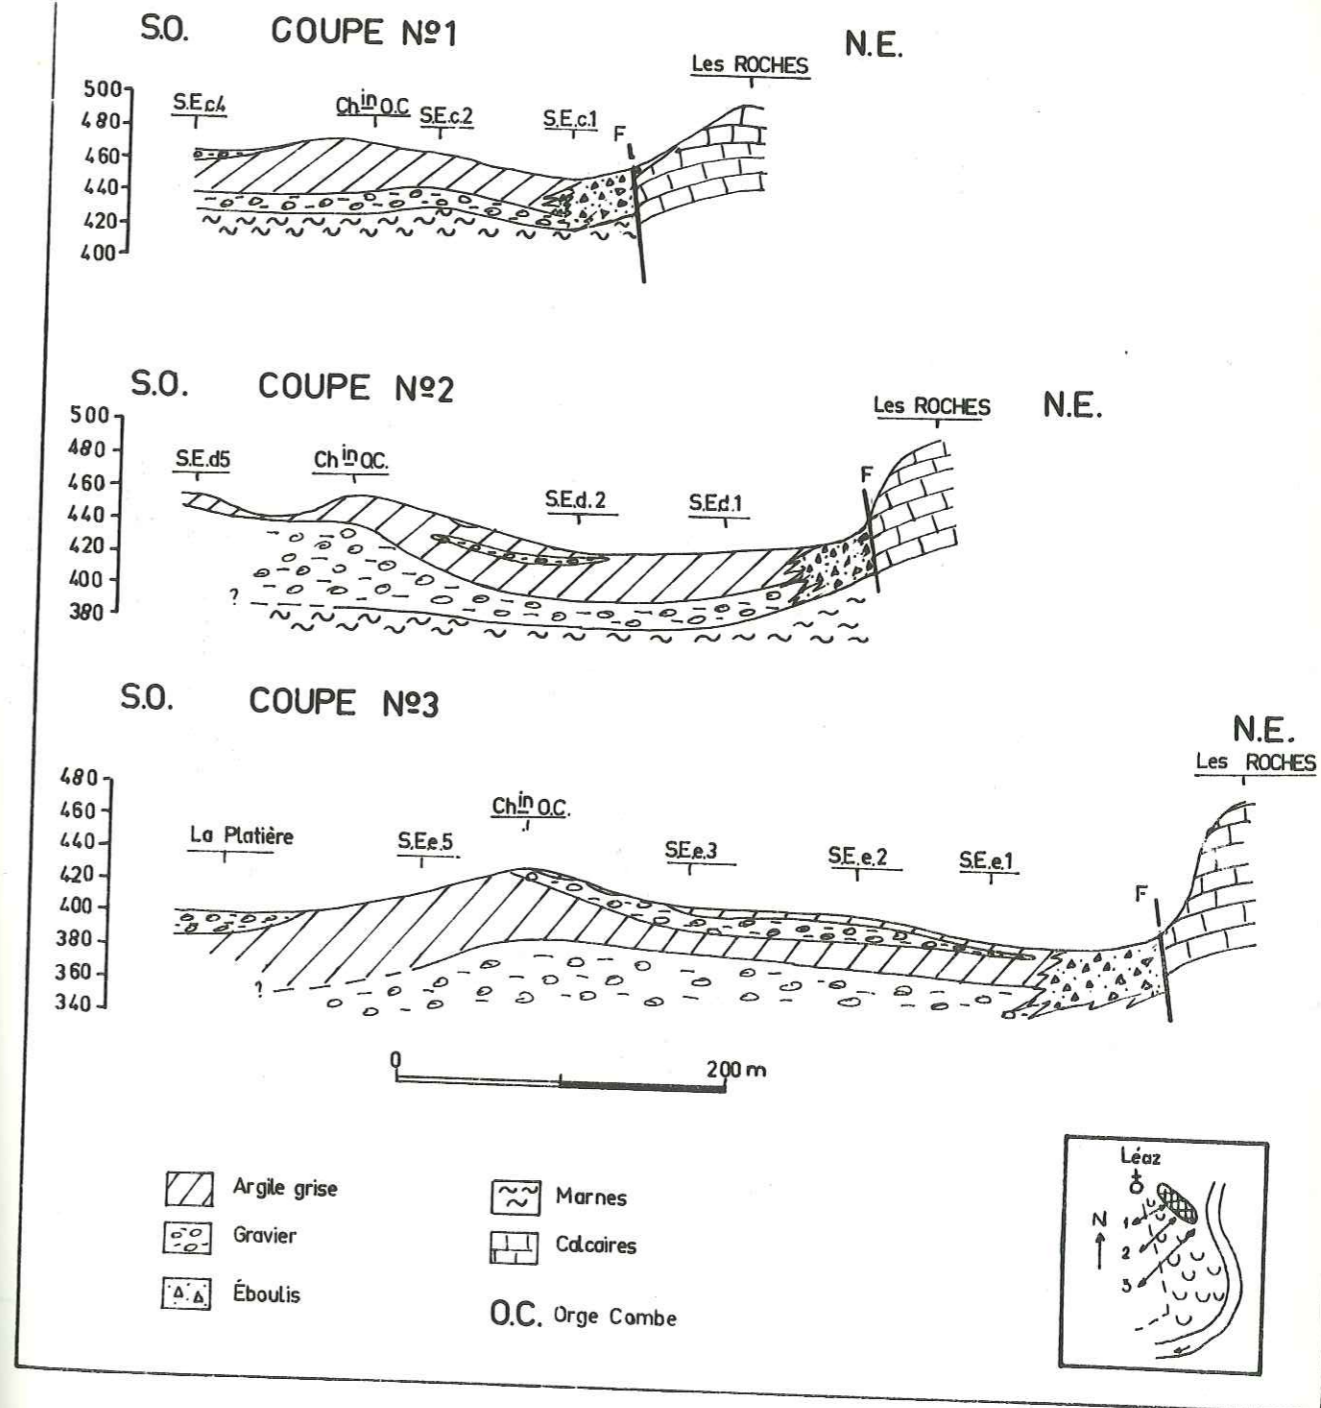 S.O. COUPE Nº1 N.E.
Les ROCHES
S.E.c4 Chin O.C S.E.c.2 S.E.c.1 F
500
480
460
440
420
400
S.O. COUPE Nº2 N.E.
Les ROCHES
S.E.d5 Chin O.C. S.E.d.2 S.E.d.1 F
500
480
460
440
420
400
380
?
S.O. COUPE Nº3 N.E.
Les ROCHES
La Platière S.E.e.5. Chin O.C. S.E.e.3 S.E.e.2 S.E.e.1 F
480
460
440
420
400
380
360
340
?
0 200 m
Argile grise
Gravier
Éboulis
Marnes
Calcaires
O.C. Orge Combe
Léaz
N
1
2
3